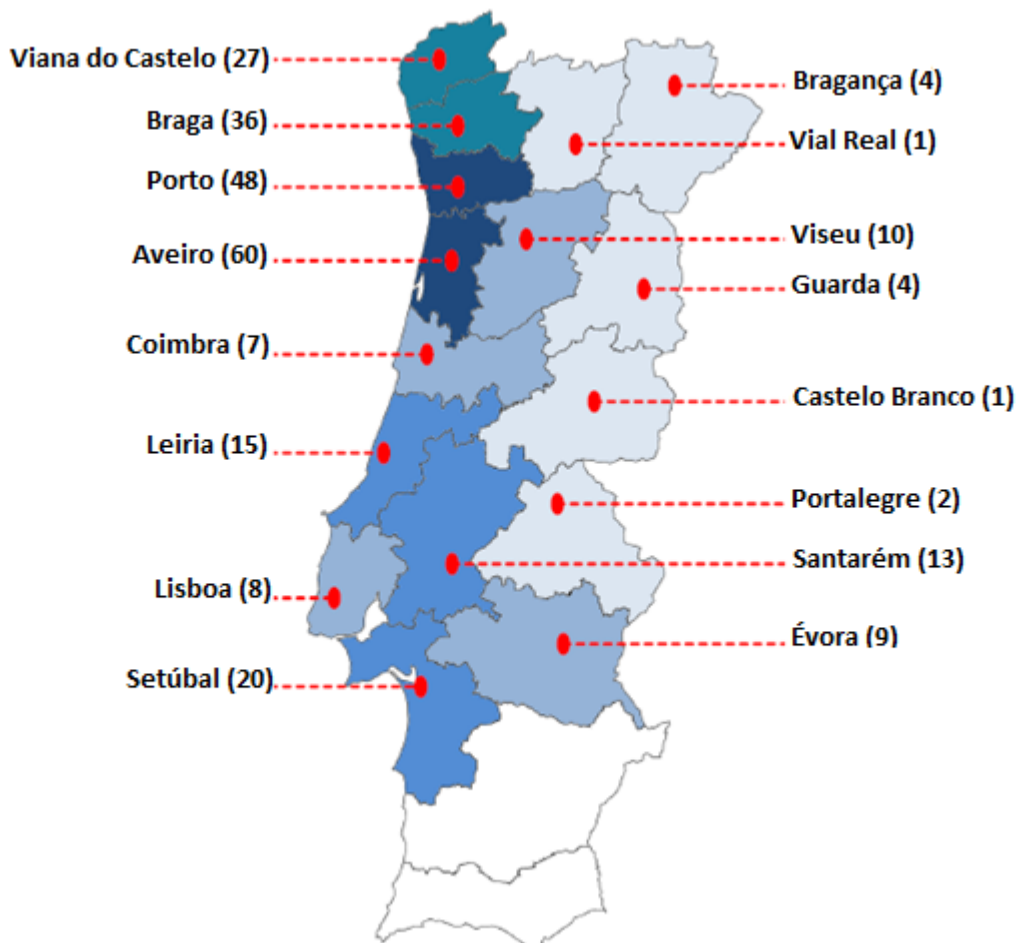 Viana do Castelo (27)
Braga (36)
Porto (48)
Aveiro (60)
Coimbra (7)
Leiria (15)
Lisboa (8)
Setúbal (20)
Bragança (4)
Vial Real (1)
Viseu (10)
Guarda (4)
Castelo Branco (1)
Portalegre (2)
Santarém (13)
Évora (9)